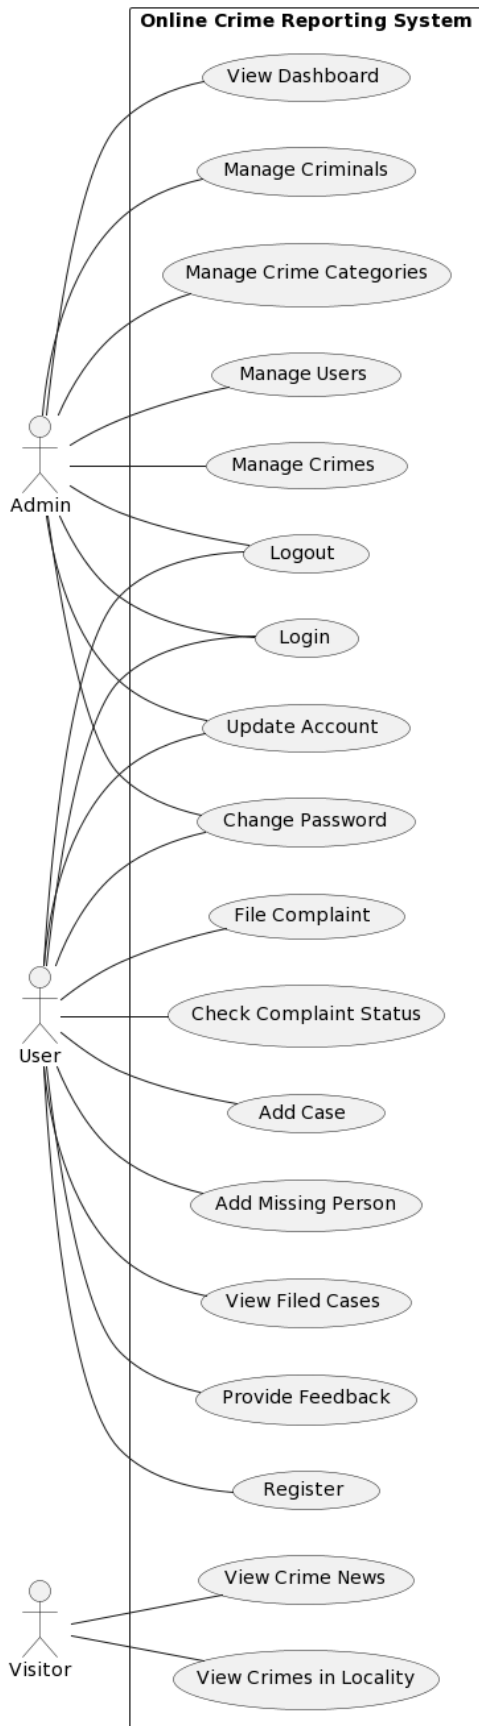 Online Crime Reporting System
View Dashboard
Manage Criminals
Manage Crime Categories
Manage Users
Manage Crimes
Admin
Logout
Login
Update Account
Change Password
File Complaint
Check Complaint Status
User
Add Case
Add Missing Person
View Filed Cases
Provide Feedback
Register
View Crime News
Visitor
View Crimes in Locality